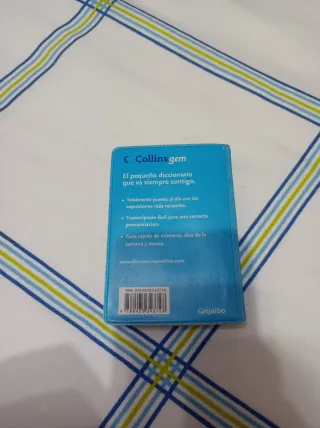 Collins gem
El pequeño diccionario
que va siempre contigo.
• Totalmente puesto al día con las
expresiones más recientes.
• Transcripción fácil para una correcta
pronunciación.
• Guía rápida de números, días de la
semana y meses.
Grijalbo